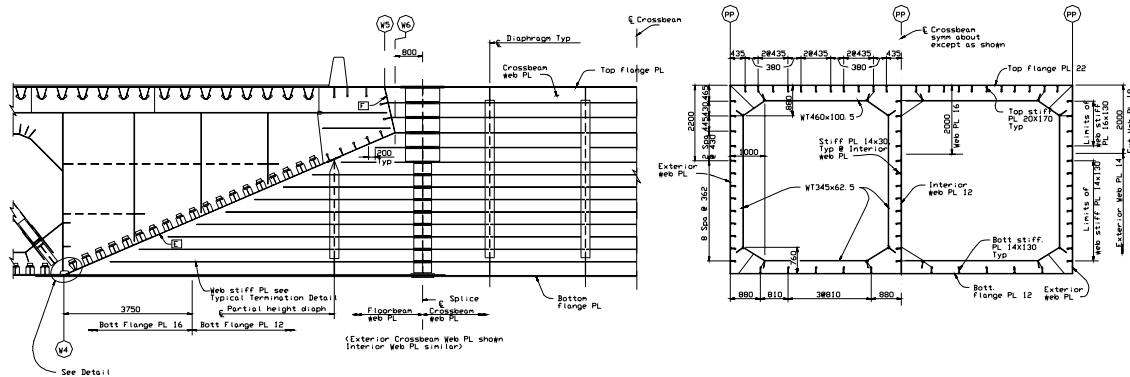 W5
W6
℄ Crossbeam
800
℄ Diaphragm Typ
Crossbeam
Web PL
Top flange PL
F
200
Typ
E
Web stiff PL see
Typical Termination Detail
℄ Partial height diaph
℄ Splice
Bottom
flange PL
3750
Bott Flange PL 16
Bott Flange PL 12
Floorbeam
web PL
Crossbeam
Web PL
(Exterior Crossbeam Web PL shown
Interior Web PL similar)
W4
See Detail
PP
PP
PP
℄ Crossbeam
symm about
except as shown
435
2@435
2@435
435
380
380
Top flange PL 22
2200
465
430
445
2 Spa
@ 430
8 Spa @ 362
880
WT460x100.5
2000
Web PL 16
Top stiff
PL 20X170
Typ
Limits of
Web stiff
PL 16x130
2000
1000
Exterior
Web PL
Stiff PL 14x30
Typ @ Interior
Web PL
WT345x62.5
Interior
Web PL 12
Limits of
Web stiff PL 14x130
Exterior Web PL 14
Bott stiff.
PL 14X130
Typ
760
Bott.
flange PL 12
Exterior
Web PL
880
810
3@810
880